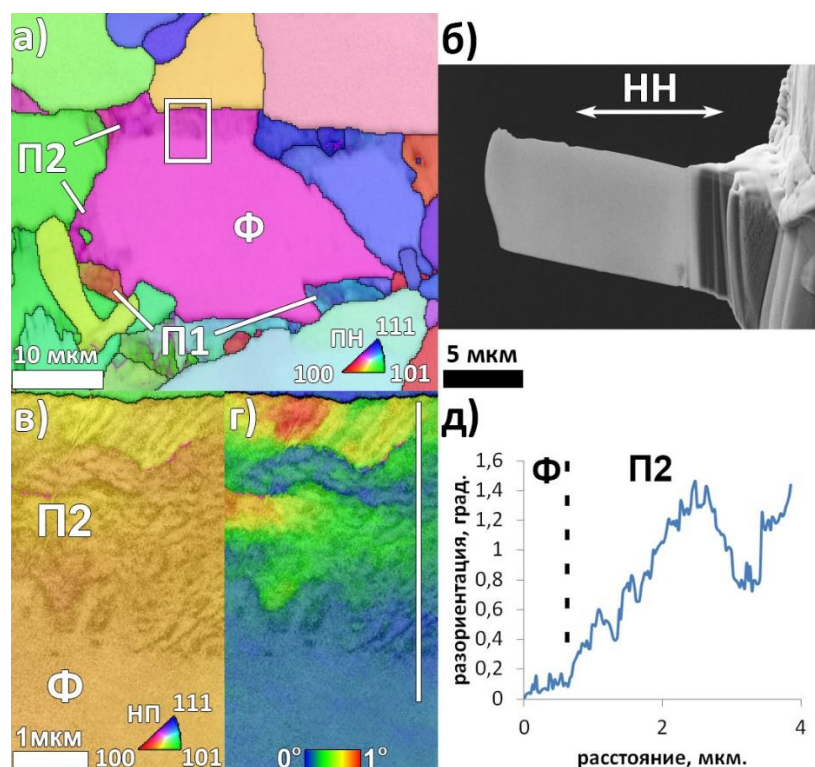 а)
П2
Ф
П1
10 мкм
ПН
111
100
101
б)
НН
5 мкм
в)
П2
Ф
1мкм
НП
111
100
101
г)
0° 1°
д)
Ф
П2
разориентация, град.
1,6
1,4
1,2
1
0,8
0,6
0,4
0,2
0
0 2 4
расстояние, мкм.